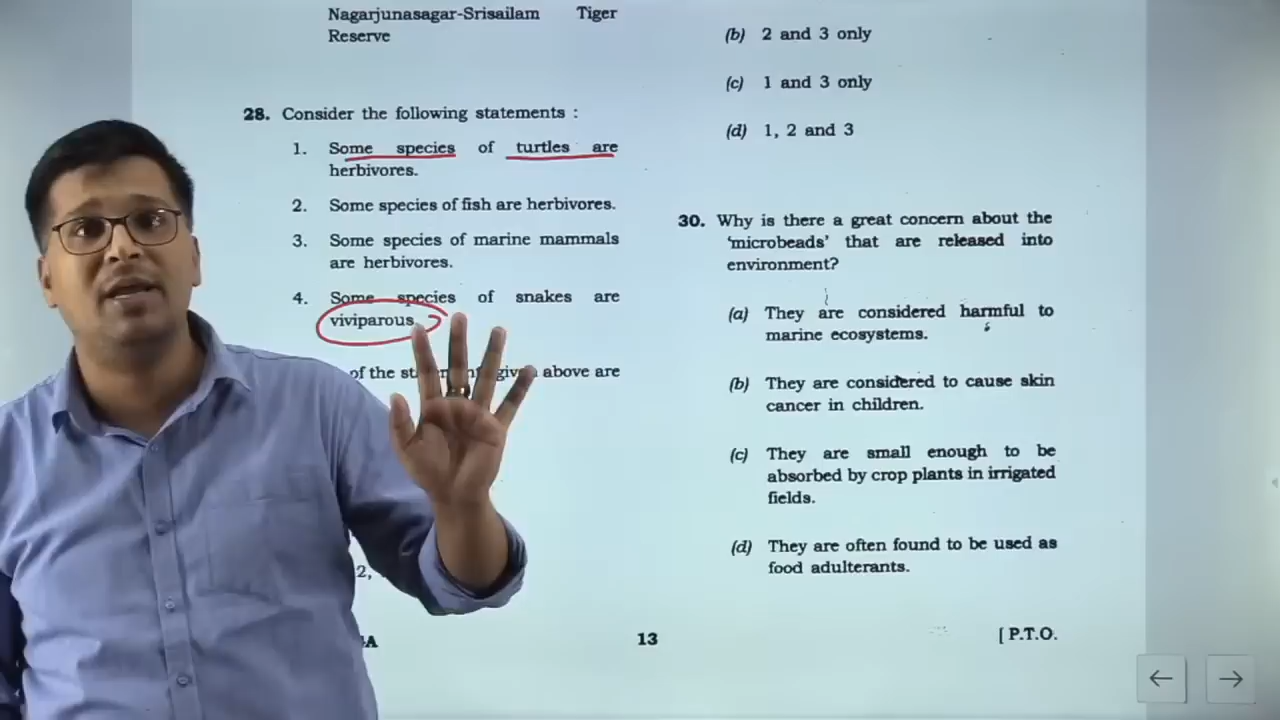 Nagarjunasagar-Srisailam Tiger
Reserve
28. Consider the following statements :
1. Some species of turtles are
herbivores.
2. Some species of fish are herbivores.
3. Some species of marine mammals
are herbivores.
4. Some species of snakes are
viviparous.
of the above are
2,
A
13
(b) 2 and 3 only
(c) 1 and 3 only
(d) 1, 2 and 3
30. Why is there a great concern about the
'microbeads' that are released into
environment?
(a) They are considered harmful to
marine ecosystems.
(b) They are considered to cause skin
cancer in children.
(c) They are small enough to be
absorbed by crop plants in irrigated
fields.
(d) They are often found to be used as
food adulterants.
[ P.T.O.